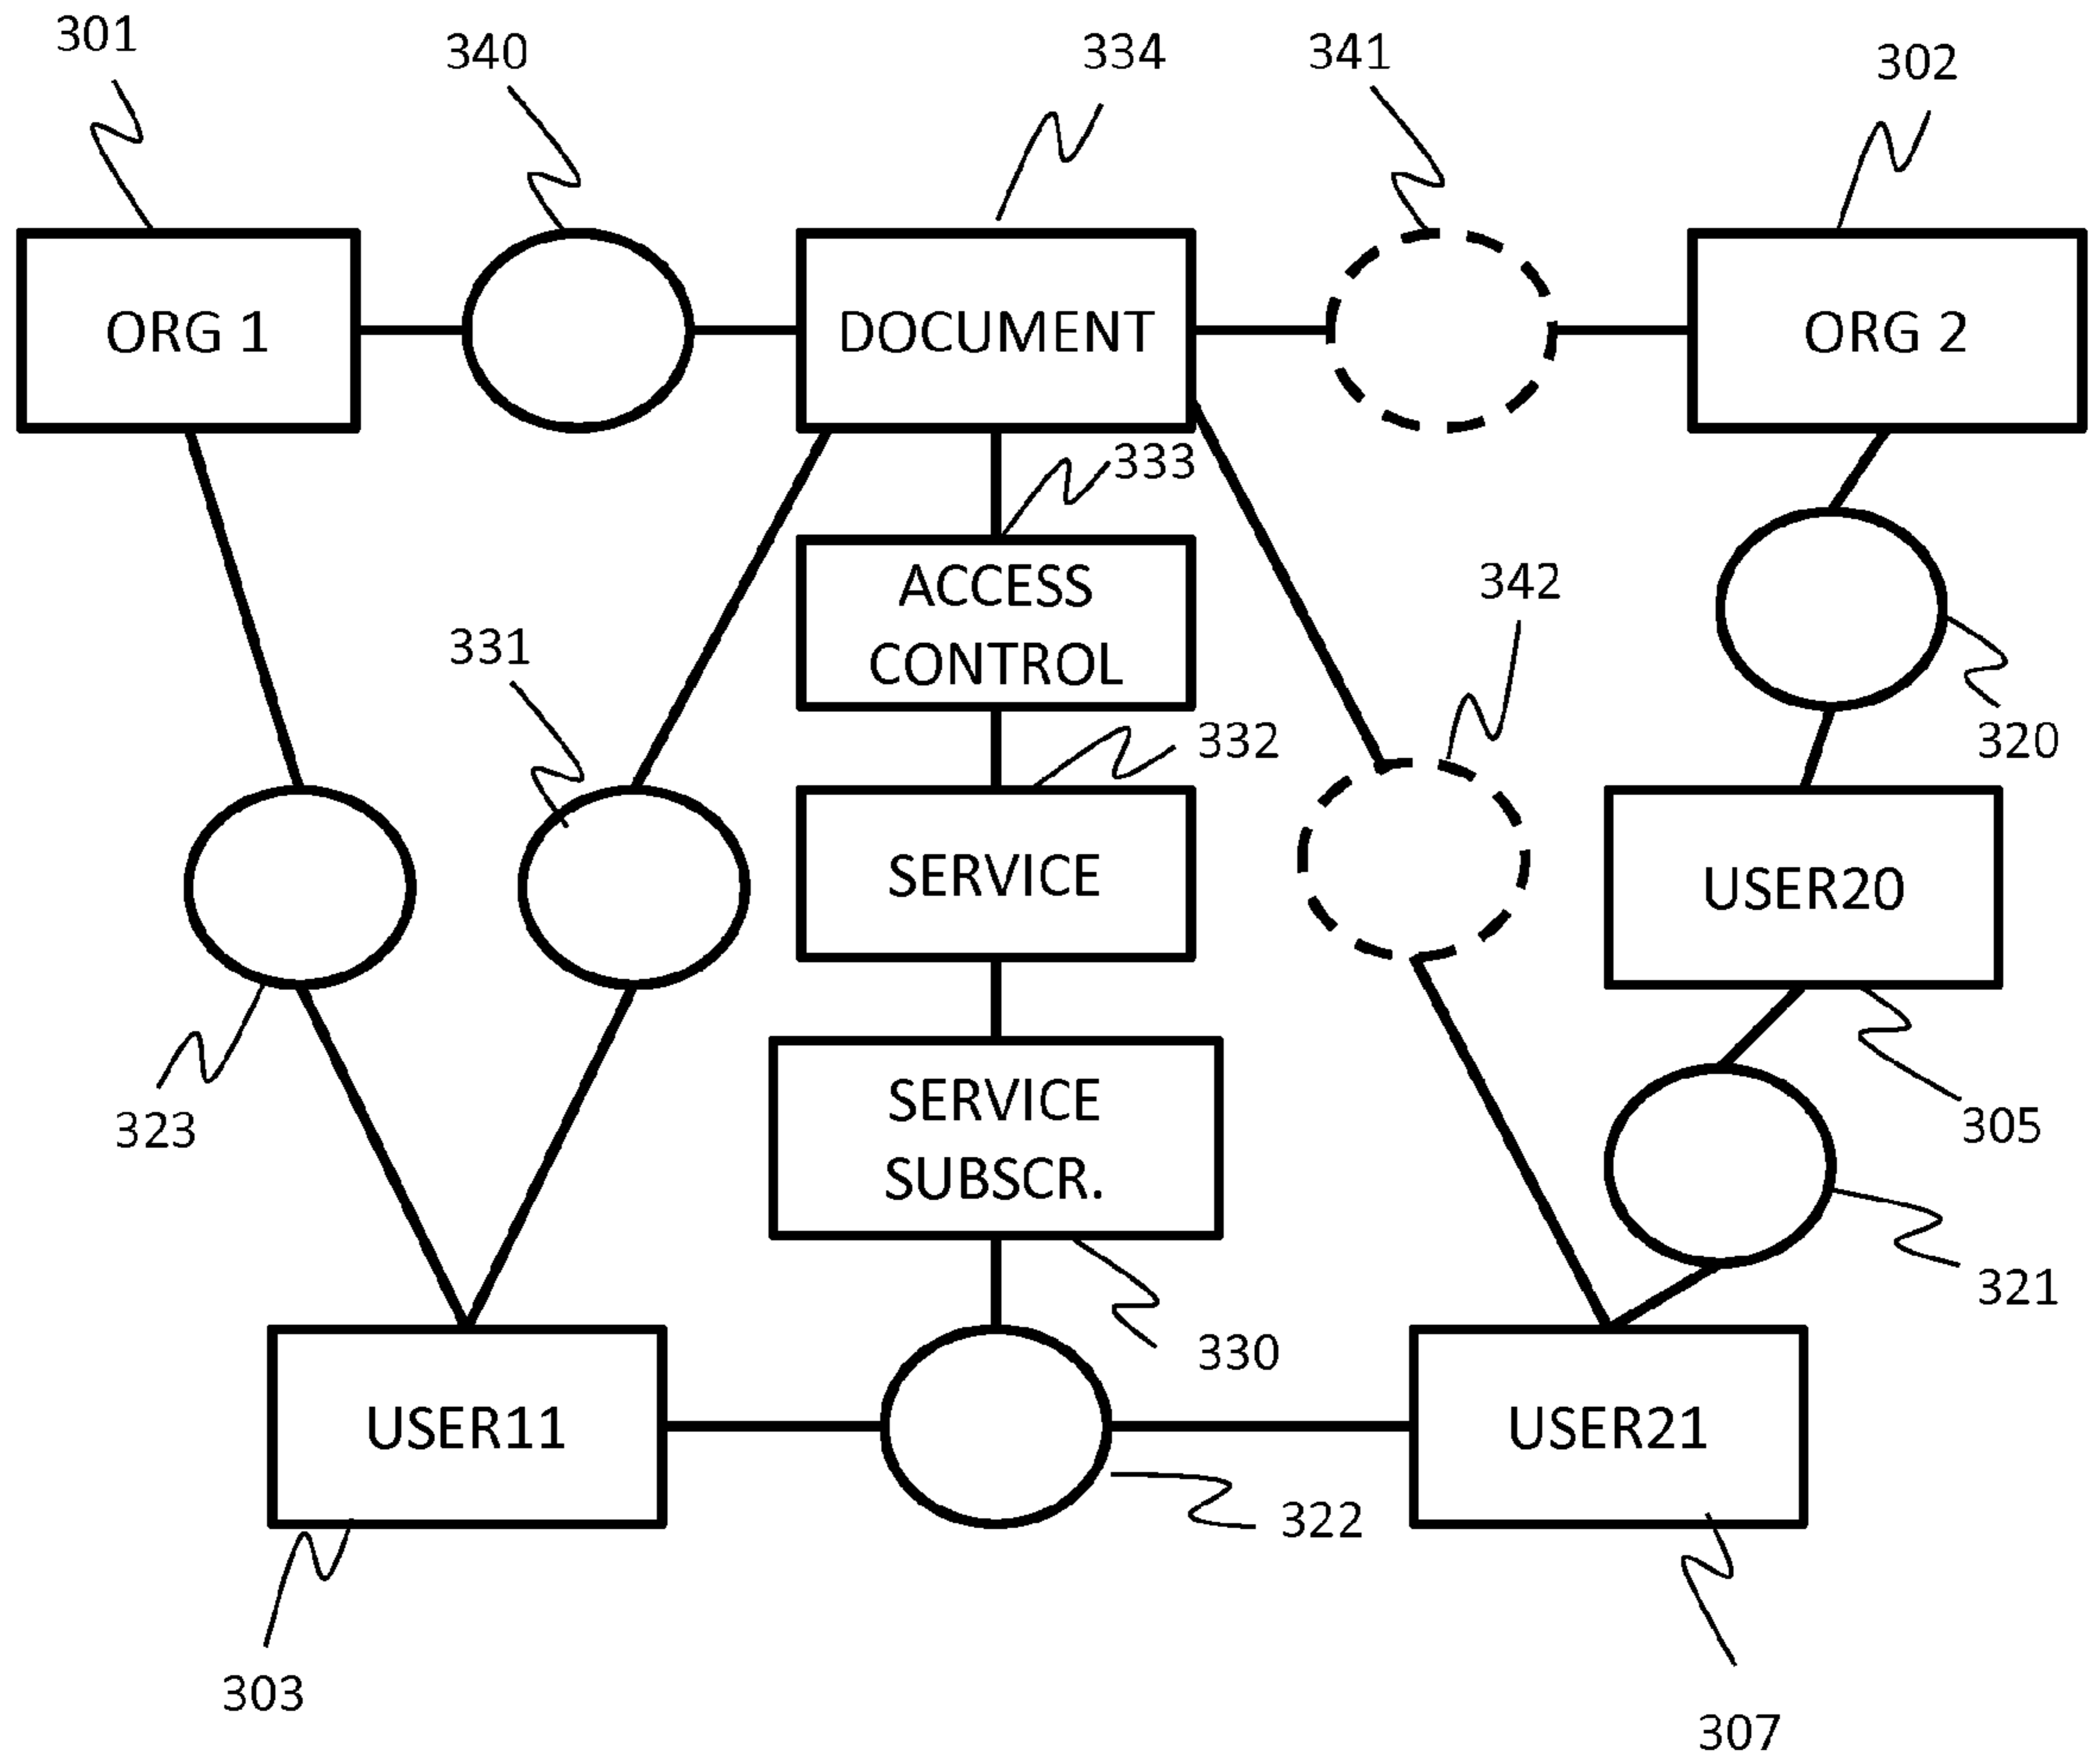 301
340
334
341
302
ORG 1
DOCUMENT
ORG 2
333
ACCESS
CONTROL
342
331
332
320
SERVICE
USER20
323
SERVICE
SUBSCR.
305
321
330
USER11
USER21
322
303
307